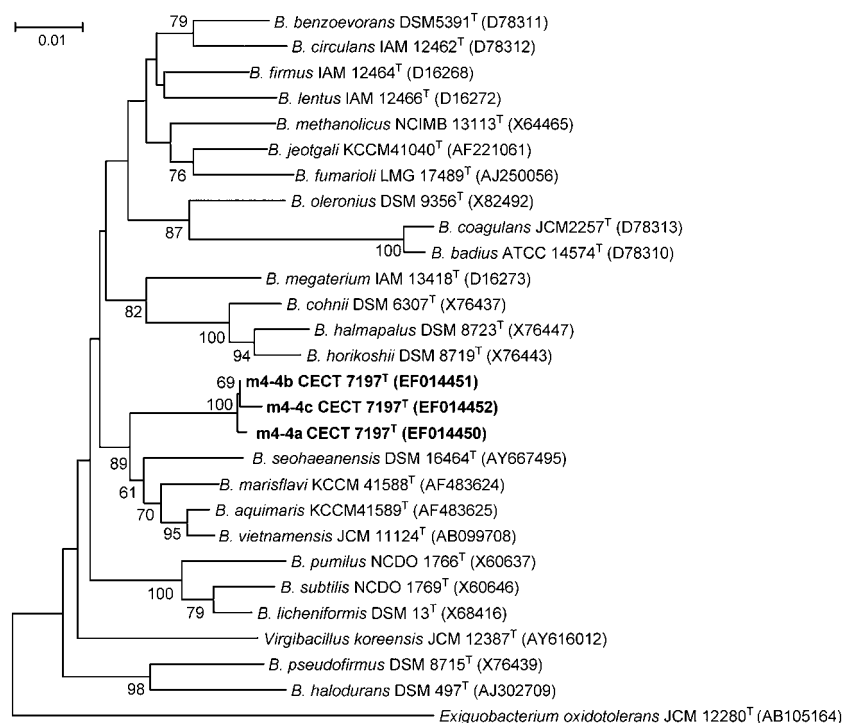 79 B. benzoevorans DSM5391ᵀ (D78311)
0.01
B. circulans IAM 12462ᵀ (D78312)
B. firmus IAM 12464ᵀ (D16268)
B. lentus IAM 12466ᵀ (D16272)
B. methanolicus NCIMB 13113ᵀ (X64465)
B. jeotgali KCCM41040ᵀ (AF221061)
76 B. fumarioli LMG 17489ᵀ (AJ250056)
B. oleronius DSM 9356ᵀ (X82492)
87 B. coagulans JCM2257ᵀ (D78313)
100 B. badius ATCC 14574ᵀ (D78310)
B. megaterium IAM 13418ᵀ (D16273)
82 B. cohnii DSM 6307ᵀ (X76437)
100 B. halmapalus DSM 8723ᵀ (X76447)
94 B. horikoshii DSM 8719ᵀ (X76443)
69 m4-4b CECT 7197ᵀ (EF014451)
100 m4-4c CECT 7197ᵀ (EF014452)
m4-4a CECT 7197ᵀ (EF014450)
89 B. seohaeanensis DSM 16464ᵀ (AY667495)
61 B. marisflavi KCCM 41588ᵀ (AF483624)
70 B. aquimaris KCCM41589ᵀ (AF483625)
95 B. vietnamensis JCM 11124ᵀ (AB099708)
B. pumilus NCDO 1766ᵀ (X60637)
100 B. subtilis NCDO 1769ᵀ (X60646)
79 B. licheniformis DSM 13ᵀ (X68416)
Virgibacillus koreensis JCM 12387ᵀ (AY616012)
B. pseudofirmus DSM 8715ᵀ (X76439)
98 B. halodurans DSM 497ᵀ (AJ302709)
Exiguobacterium oxidotolerans JCM 12280ᵀ (AB105164)